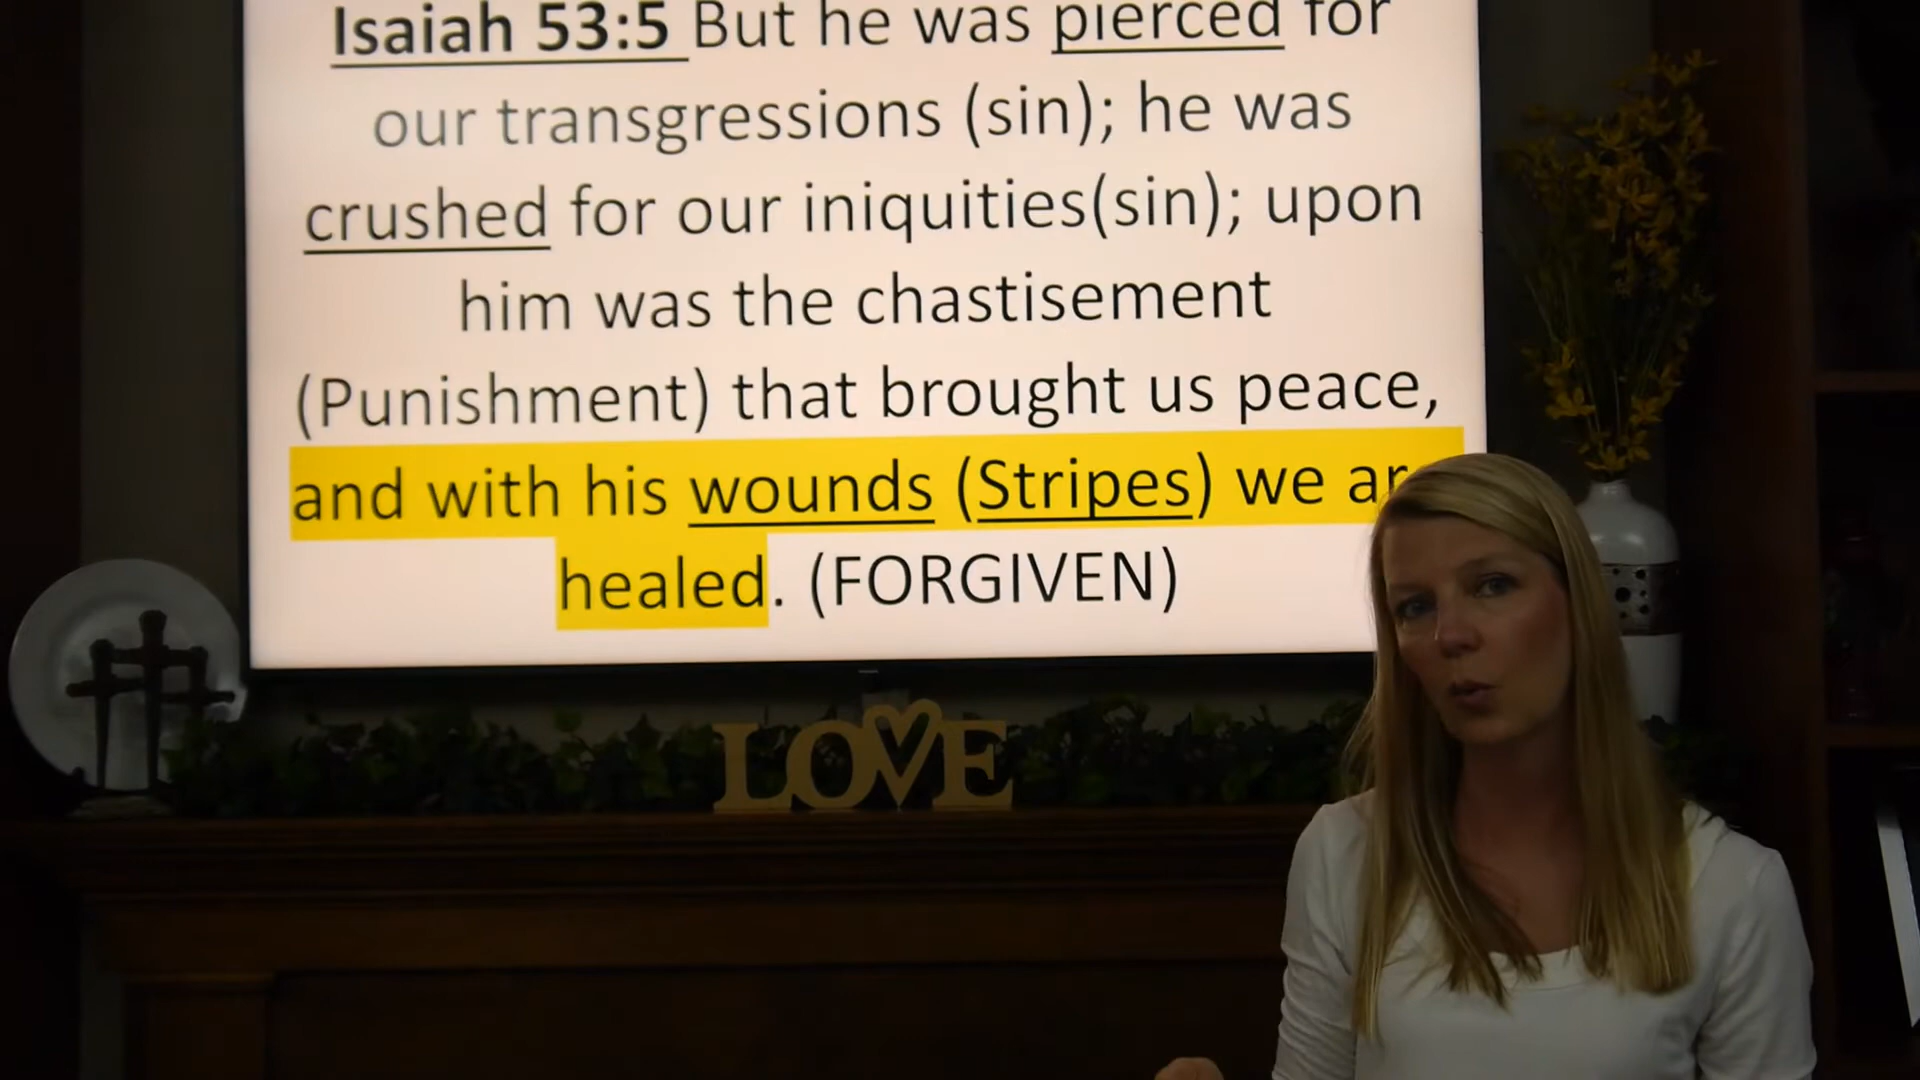 Isaiah 53:5 But he was pierced for
our transgressions (sin); he was
crushed for our iniquities(sin); upon
him was the chastisement
(Punishment) that brought us peace,
and with his wounds (Stripes) we ar
healed. (FORGIVEN)
LOVE